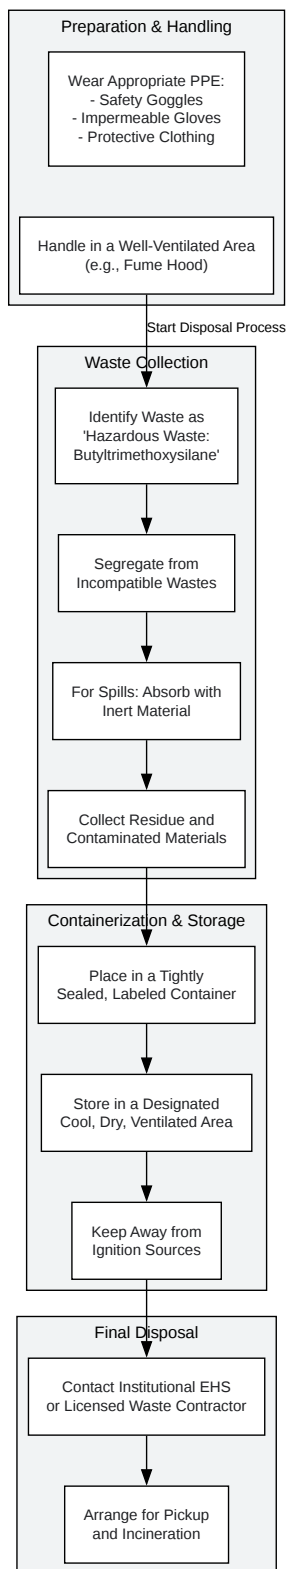 Preparation & Handling
Wear Appropriate PPE:
- Safety Goggles
- Impermeable Gloves
- Protective Clothing
Handle in a Well-Ventilated Area
(e.g., Fume Hood)
Start Disposal Process
Waste Collection
Identify Waste as
'Hazardous Waste:
Butyltrimethoxysilane'
Segregate from
Incompatible Wastes
For Spills: Absorb with
Inert Material
Collect Residue and
Contaminated Materials
Containerization & Storage
Place in a Tightly
Sealed, Labeled Container
Store in a Designated
Cool, Dry, Ventilated Area
Keep Away from
Ignition Sources
Final Disposal
Contact Institutional EHS
or Licensed Waste Contractor
Arrange for Pickup
and Incineration